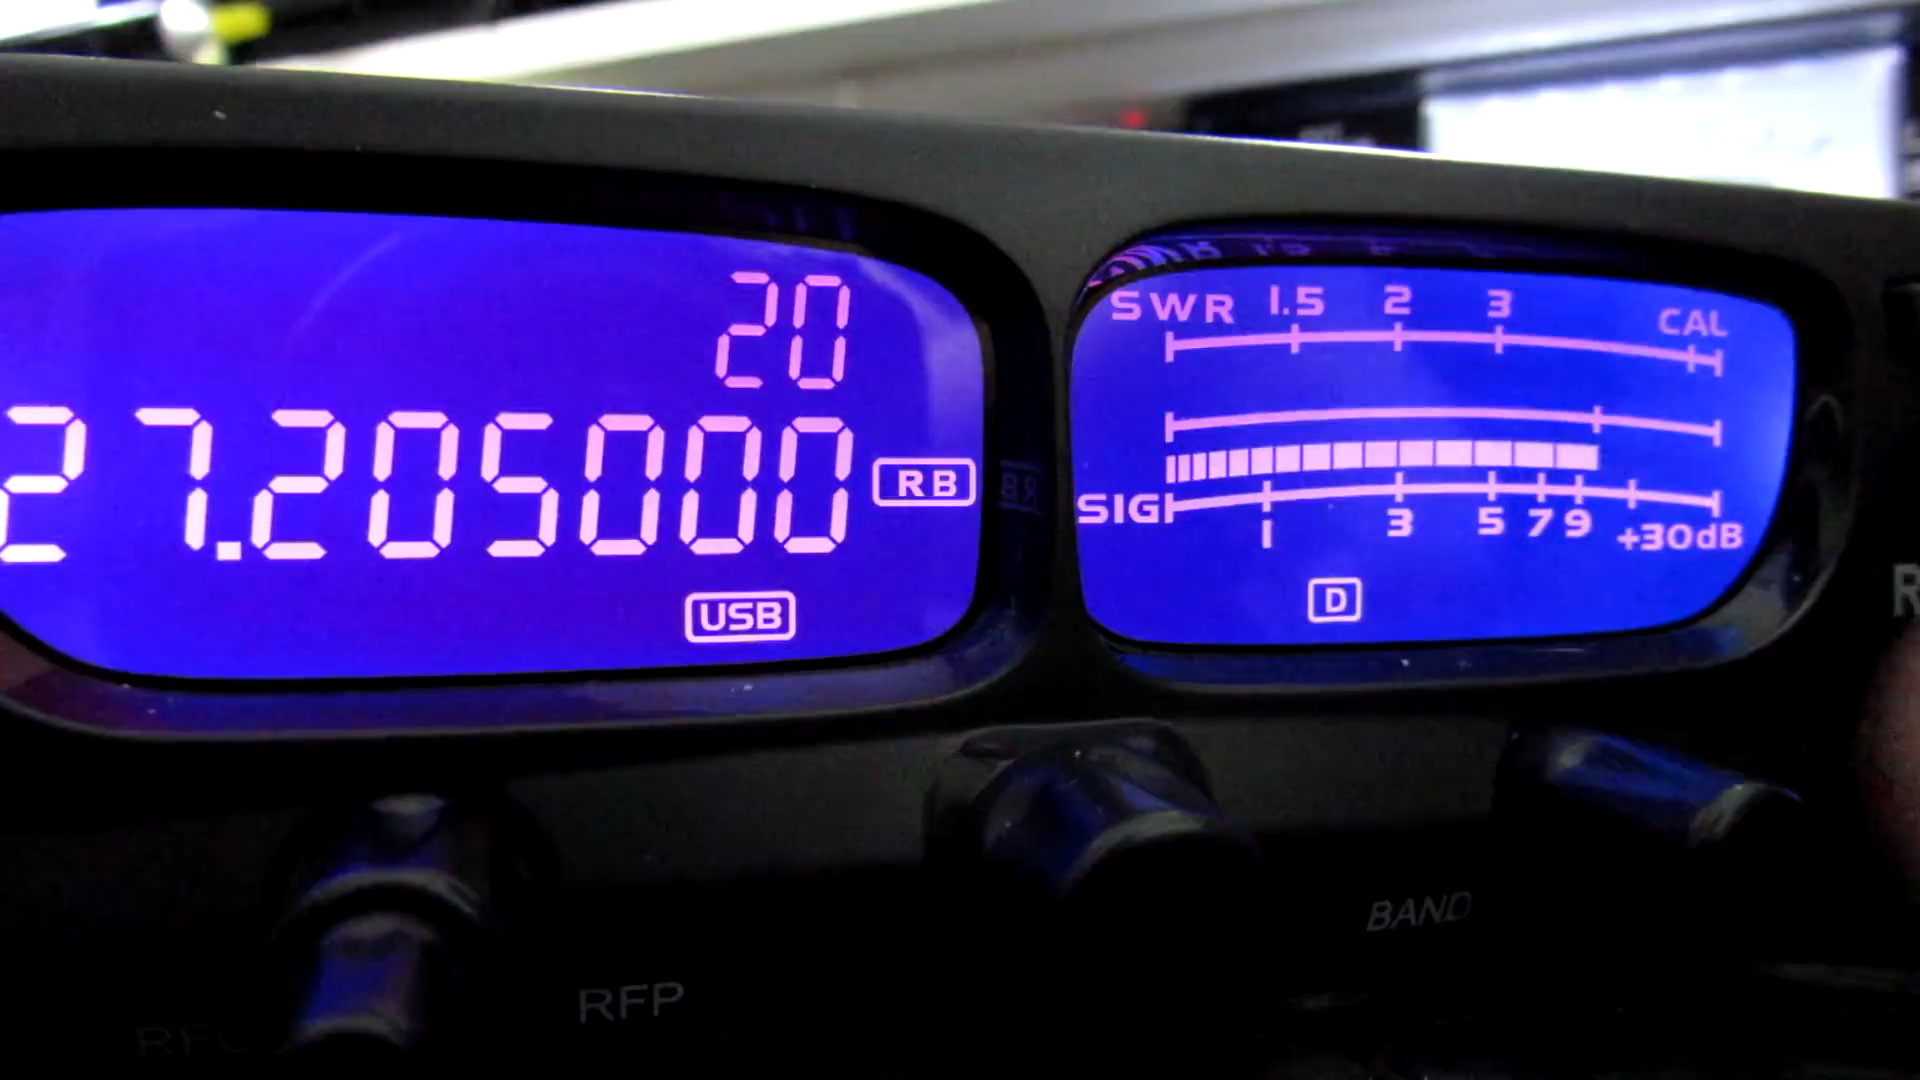 20
27.205000
RB
USB
SWR 1.5 2 3 CAL
SIG 1 3 5 7 9 +30dB
D
BAND
RFP